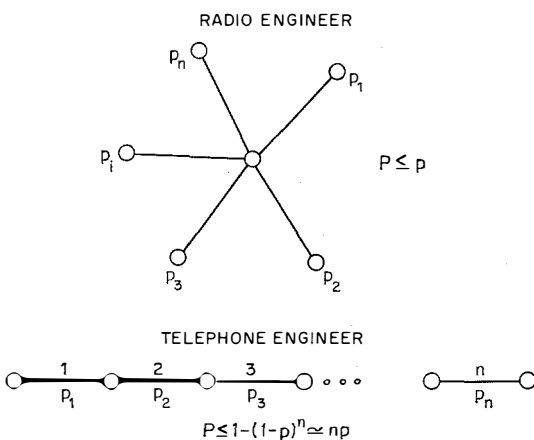 RADIO ENGINEER
pₙ
p₁
pᵢ
P ≤ p
p₃
p₂
TELEPHONE ENGINEER
1 2 3 n
p₁ p₂ p₃ ∘∘∘ pₙ
P ≤ 1-(1-p)ⁿ ≃ np